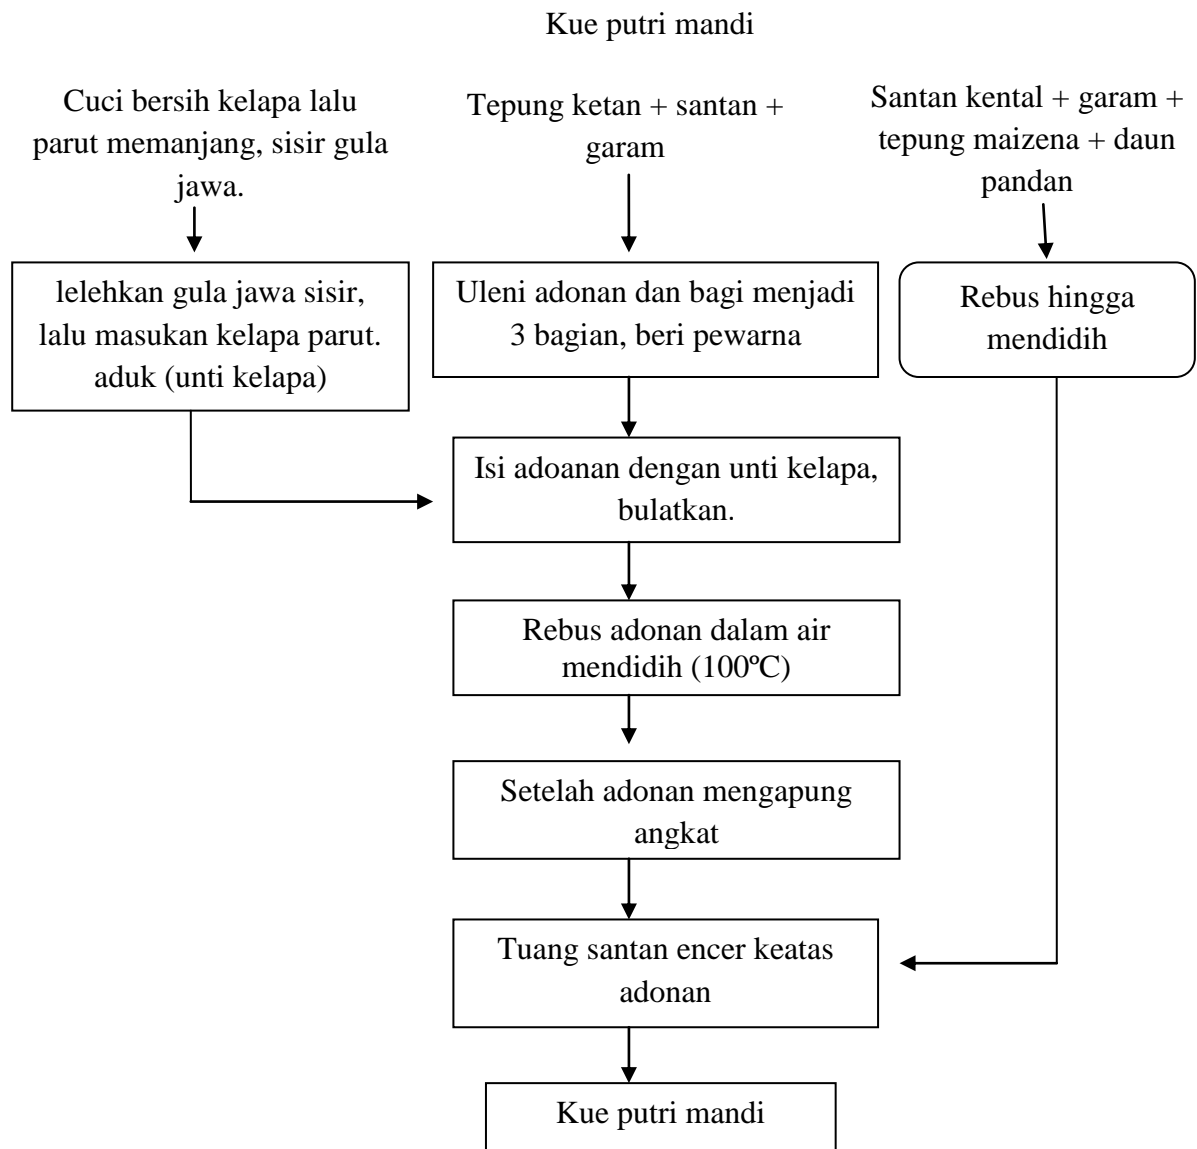 Kue putri mandi
Cuci bersih kelapa lalu
parut memanjang, sisir gula
jawa.
Tepung ketan + santan +
garam
Santan kental + garam +
tepung maizena + daun
pandan
lelehkan gula jawa sisir,
lalu masukan kelapa parut.
aduk (unti kelapa)
Uleni adonan dan bagi menjadi
3 bagian, beri pewarna
Rebus hingga
mendidih
Isi adoanan dengan unti kelapa,
bulatkan.
Rebus adonan dalam air
mendidih (100ºC)
Setelah adonan mengapung
angkat
Tuang santan encer keatas
adonan
Kue putri mandi